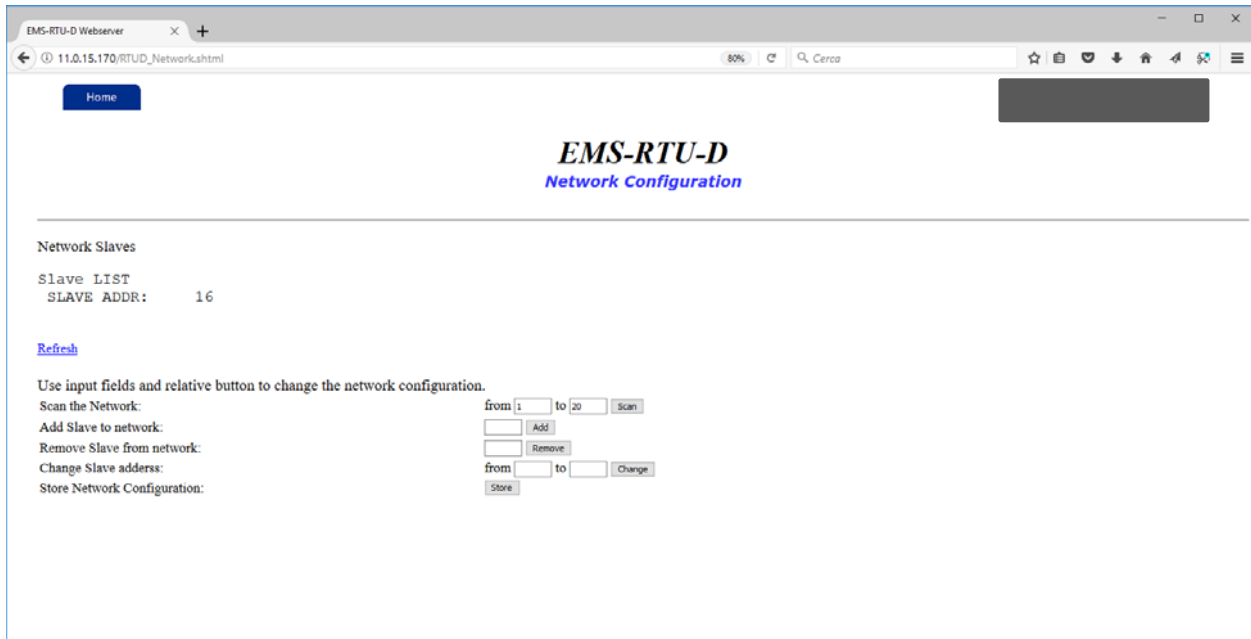 EMS-RTU-D Webserver
11.0.15.170/RTUD_Network.shtml 80% Cerca
Home
EMS-RTU-D
Network Configuration
Network Slaves
Slave LIST
SLAVE ADDR: 16
Refresh
Use input fields and relative button to change the network configuration.
Scan the Network: from 1 to 20 Scan
Add Slave to network: Add
Remove Slave from network: Remove
Change Slave adderss: from to Change
Store Network Configuration: Store